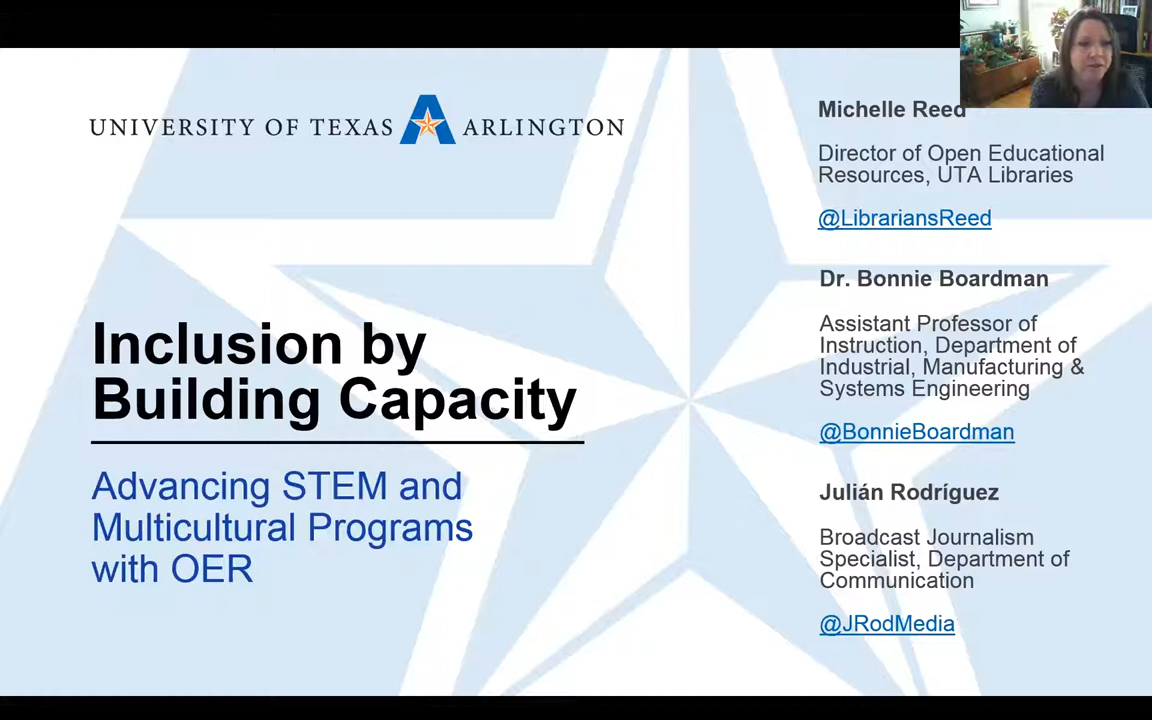 UNIVERSITY OF TEXAS A ARLINGTON
Inclusion by
Building Capacity
Advancing STEM and
Multicultural Programs
with OER
Michelle Reed
Director of Open Educational
Resources, UTA Libraries
@LibrariansReed
Dr. Bonnie Boardman
Assistant Professor of
Instruction, Department of
Industrial, Manufacturing &
Systems Engineering
@BonnieBoardman
Julián Rodríguez
Broadcast Journalism
Specialist, Department of
Communication
@JRodMedia